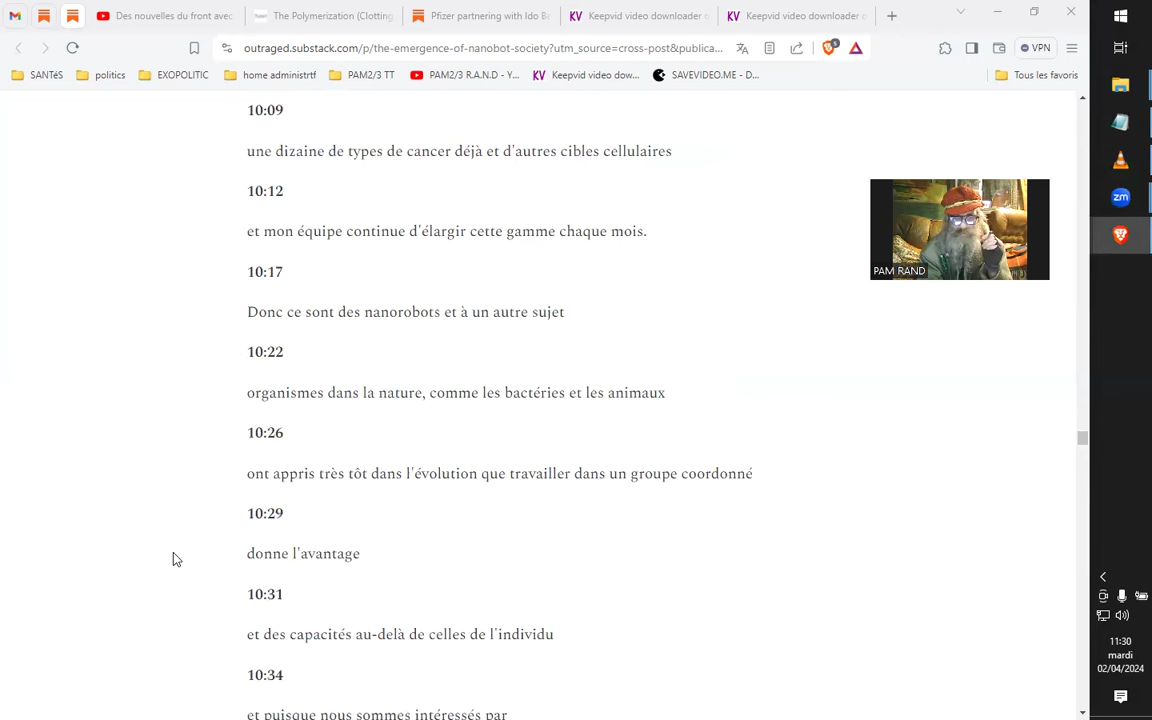 Des nouvelles du front avec
The Polymerization (Clotting,
Pfizer partnering with Ido Ba
Keepvid video downloader o
Keepvid video downloader o
outraged.substack.com/p/the-emergence-of-nanobot-society?utm_source=cross-post&publica...
5
VPN
SANTéS
politics
EXOPOLITIC
home administrtf
PAM2/3 TT
PAM2/3 R.A.N.D - Y...
KV
Keepvid video dow...
SAVEVIDEO.ME - D...
Tous les favoris
10:09
une dizaine de types de cancer déjà et d'autres cibles cellulaires
10:12
et mon équipe continue d'élargir cette gamme chaque mois.
10:17
Donc ce sont des nanorobots et à un autre sujet
10:22
organismes dans la nature, comme les bactéries et les animaux
10:26
ont appris très tôt dans l'évolution que travailler dans un groupe coordonné
10:29
donne l'avantage
10:31
et des capacités au-delà de celles de l'individu
10:34
et puisque nous sommes intéressés par
PAM RAND
zm
11:30
mardi
02/04/2024